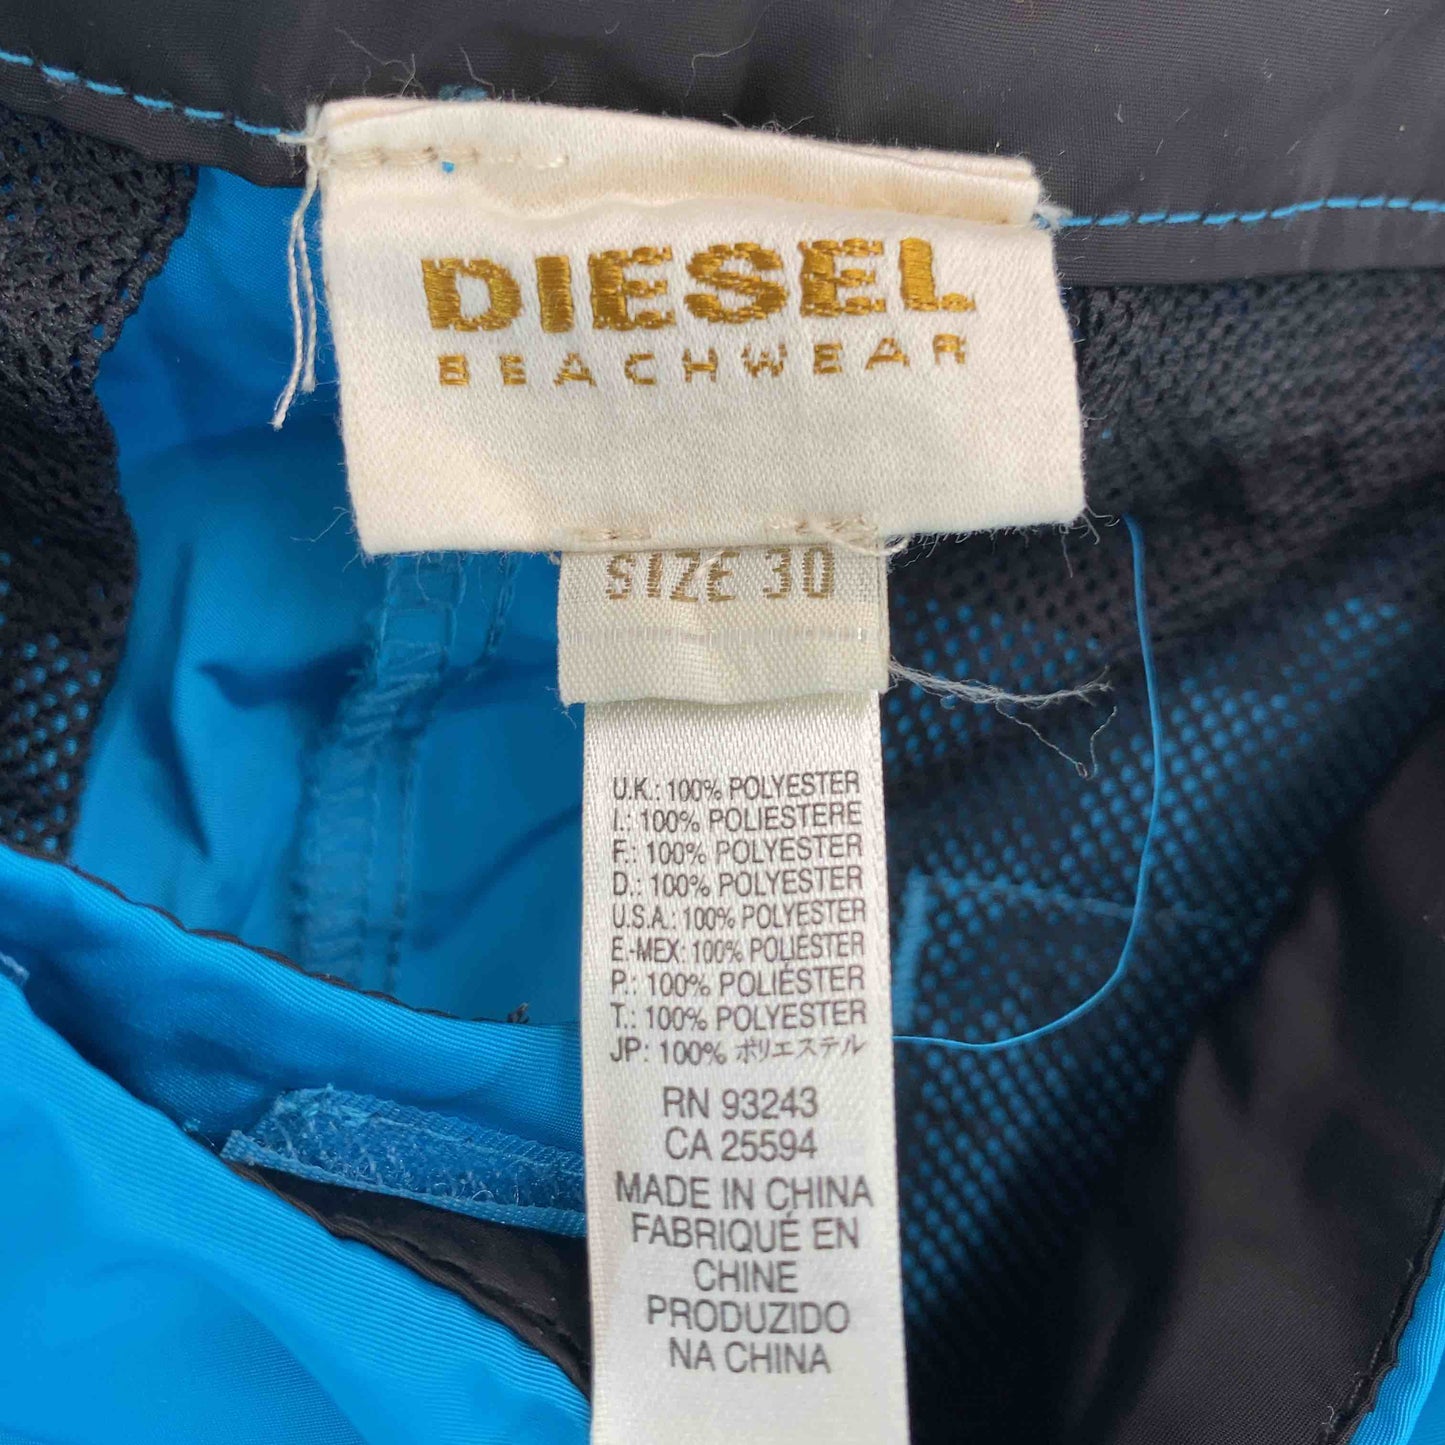 DIESEL
BEACHWEAR
SIZE 30
U.K.: 100% POLYESTER
I.: 100% POLIESTERE
F.: 100% POLYESTER
D.: 100% POLYESTER
U.S.A.: 100% POLYESTER
E.-MEX: 100% POLIESTER
P.: 100% POLIÉSTER
T.: 100% POLYESTER
JP: 100% ポリエステル
RN 93243
CA 25594
MADE IN CHINA
FABRIQUÉ EN
CHINE
PRODUZIDO
NA CHINA